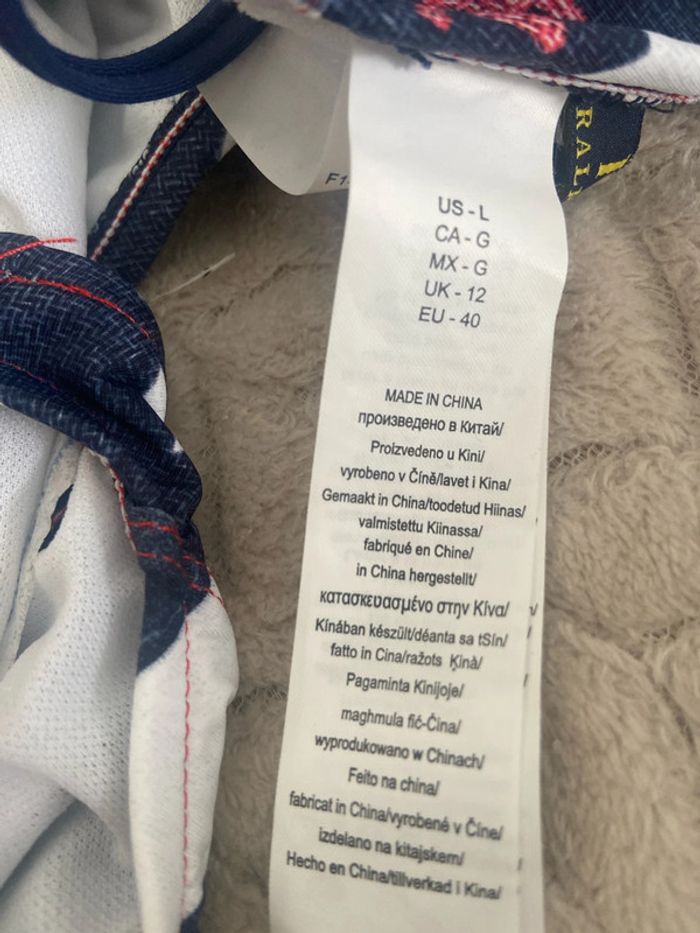 RAL
F1
US - L
CA - G
MX - G
UK - 12
EU - 40
MADE IN CHINA
произведено в Китай/
Proizvedeno u Kini/
vyrobeno v Číně/lavet i Kina/
Gemaakt in China/toodetud Hiinas/
valmistettu Kiinassa/
fabriqué en Chine/
in China hergestellt/
κατασκευασμένο στην Κίνα/
Kínában készült/déanta sa tSín/
fatto in Cina/ražots Ķīnā/
Pagaminta Kinijoje/
maghmula fiċ-Ċina/
wyprodukowano w Chinach/
Feito na china/
fabricat in China/vyrobené v Číne/
izdelano na kitajskem/
Hecho en China/tillverkad i Kina/